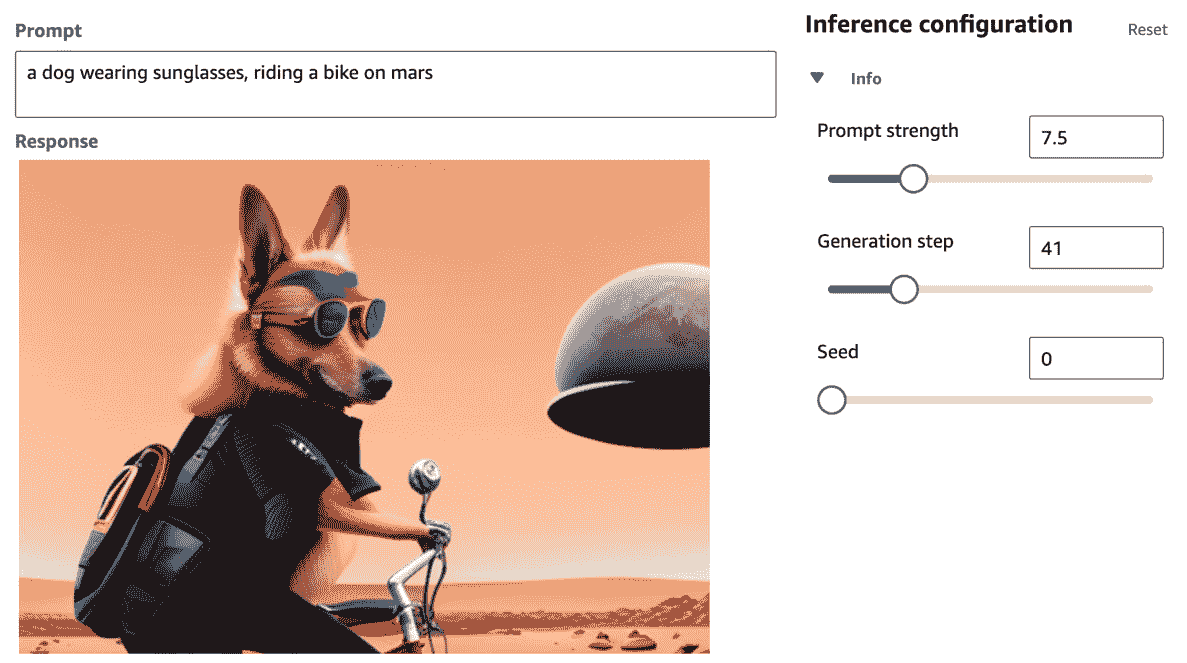 Prompt
a dog wearing sunglasses, riding a bike on mars
Response
Inference configuration
Reset
Info
Prompt strength
7.5
Generation step
41
Seed
0